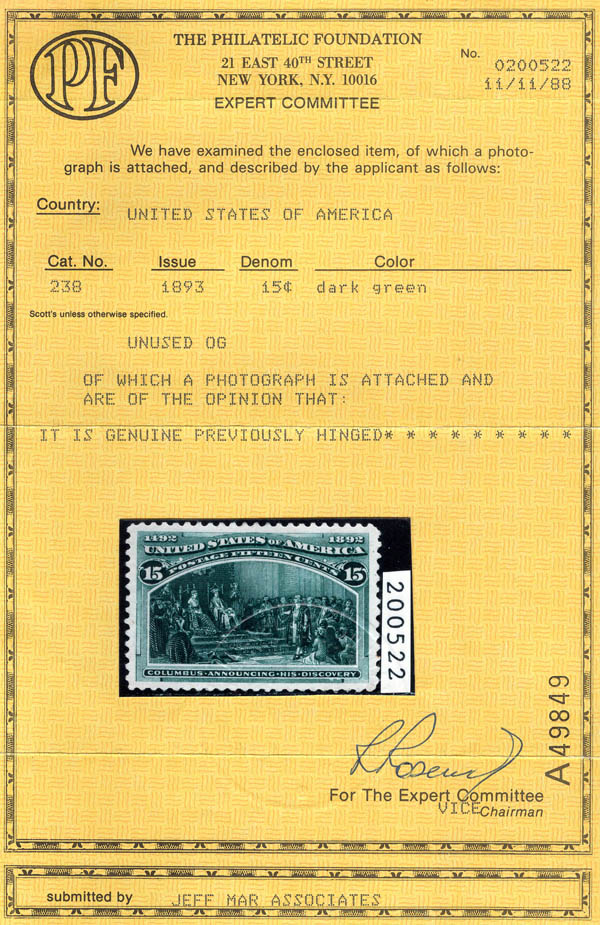 PF
THE PHILATELIC FOUNDATION
21 EAST 40TH STREET
NEW YORK, N.Y. 10016
EXPERT COMMITTEE
No. 0200522
11/11/88
We have examined the enclosed item, of which a photo-
graph is attached, and described by the applicant as follows:
Country: UNITED STATES OF AMERICA
Cat. No. Issue Denom Color
238 1893 15¢ dark green
Scott's unless otherwise specified.
UNUSED OG
OF WHICH A PHOTOGRAPH IS ATTACHED AND
ARE OF THE OPINION THAT:
IT IS GENUINE PREVIOUSLY HINGED* * * * * * * * *
1492 1892
UNITED STATES OF AMERICA
POSTAGE FIFTEEN CENTS
15 15
COLUMBUS ANNOUNCING HIS DISCOVERY
200522
A 49849
For The Expert Committee
VICE Chairman
submitted by JEFF MAR ASSOCIATES